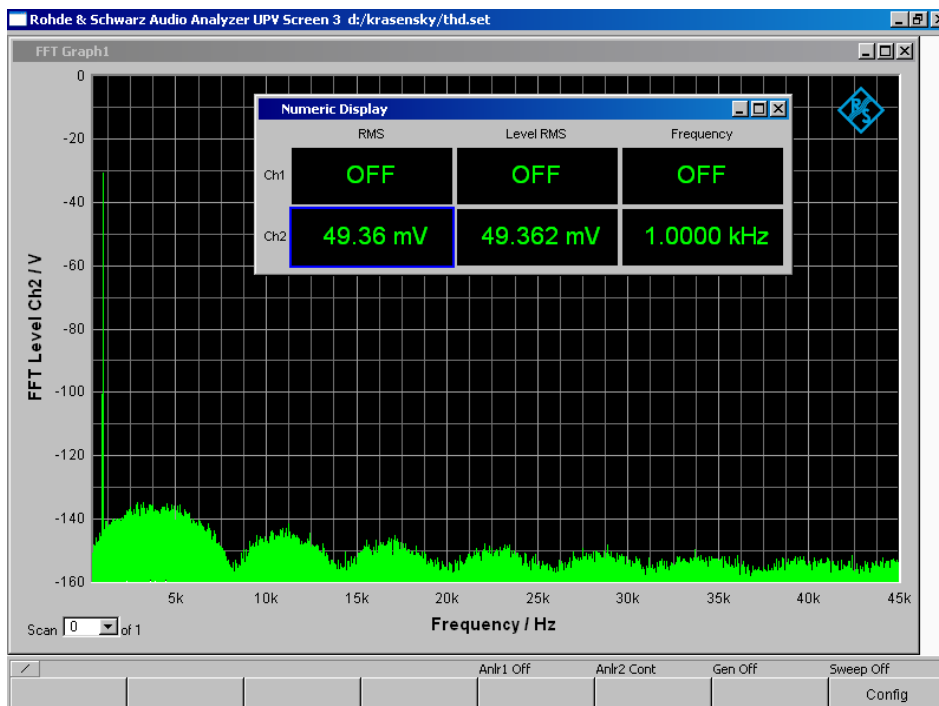 Rohde & Schwarz Audio Analyzer UPV Screen 3 d:/krasensky/thd.set
FFT Graph1
Numeric Display
RMS Level RMS Frequency
Ch1 OFF OFF OFF
Ch2 49.36 mV 49.362 mV 1.0000 kHz
FFT Level Ch2 / V
0
-20
-40
-60
-80
-100
-120
-140
-160
5k 10k 15k 20k 25k 30k 35k 40k 45k
Frequency / Hz
Scan 0 of 1
Anlr1 Off Anlr2 Cont Gen Off Sweep Off
Config